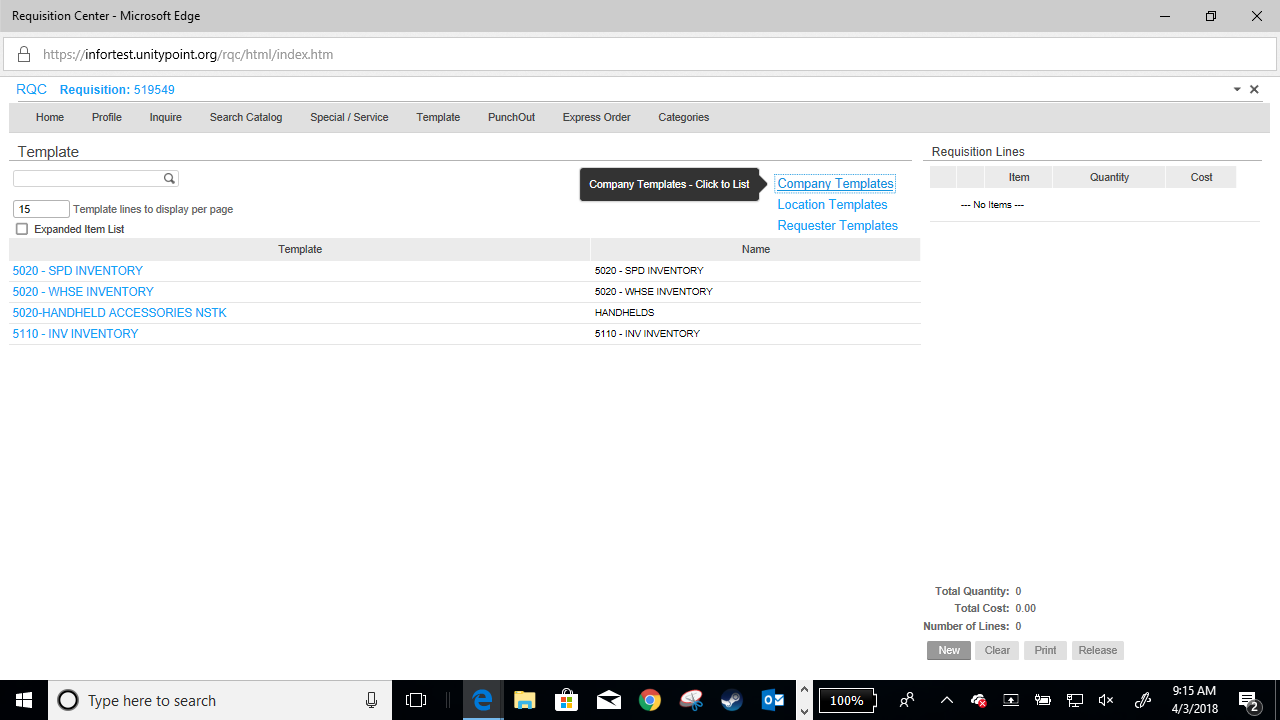 Requisition Center - Microsoft Edge
https://infortest.unitypoint.org/rqc/html/index.htm
RQC Requisition: 519549
Home Profile Inquire Search Catalog Special / Service Template PunchOut Express Order Categories
Template
Company Templates - Click to List
Company Templates
15 Template lines to display per page
Location Templates
Expanded Item List
Requester Templates
Template Name
5020 - SPD INVENTORY 5020 - SPD INVENTORY
5020 - WHSE INVENTORY 5020 - WHSE INVENTORY
5020-HANDHELD ACCESSORIES NSTK HANDHELDS
5110 - INV INVENTORY 5110 - INV INVENTORY
Requisition Lines
Item Quantity Cost
--- No Items ---
Total Quantity: 0
Total Cost: 0.00
Number of Lines: 0
New Clear Print Release
Type here to search
100%
9:15 AM
4/3/2018
2